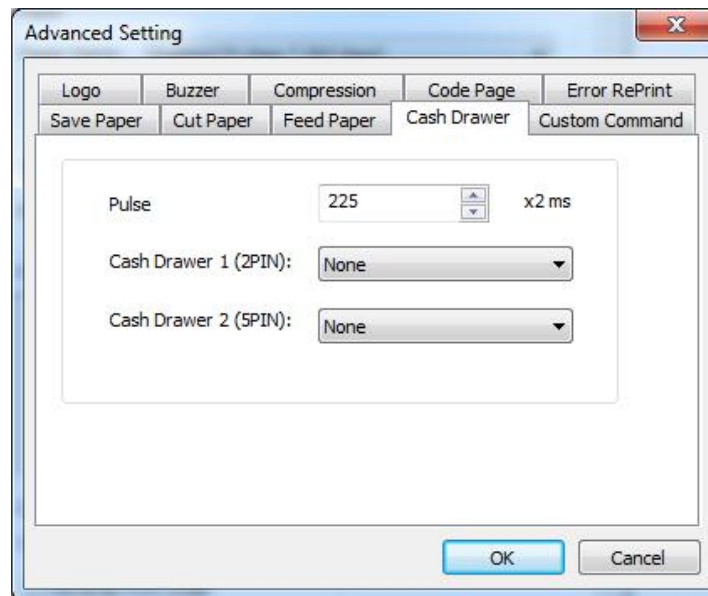 Advanced Setting
Logo Buzzer Compression Code Page Error RePrint
Save Paper Cut Paper Feed Paper Cash Drawer Custom Command
Pulse 225 x2 ms
Cash Drawer 1 (2PIN): None
Cash Drawer 2 (5PIN): None
OK Cancel